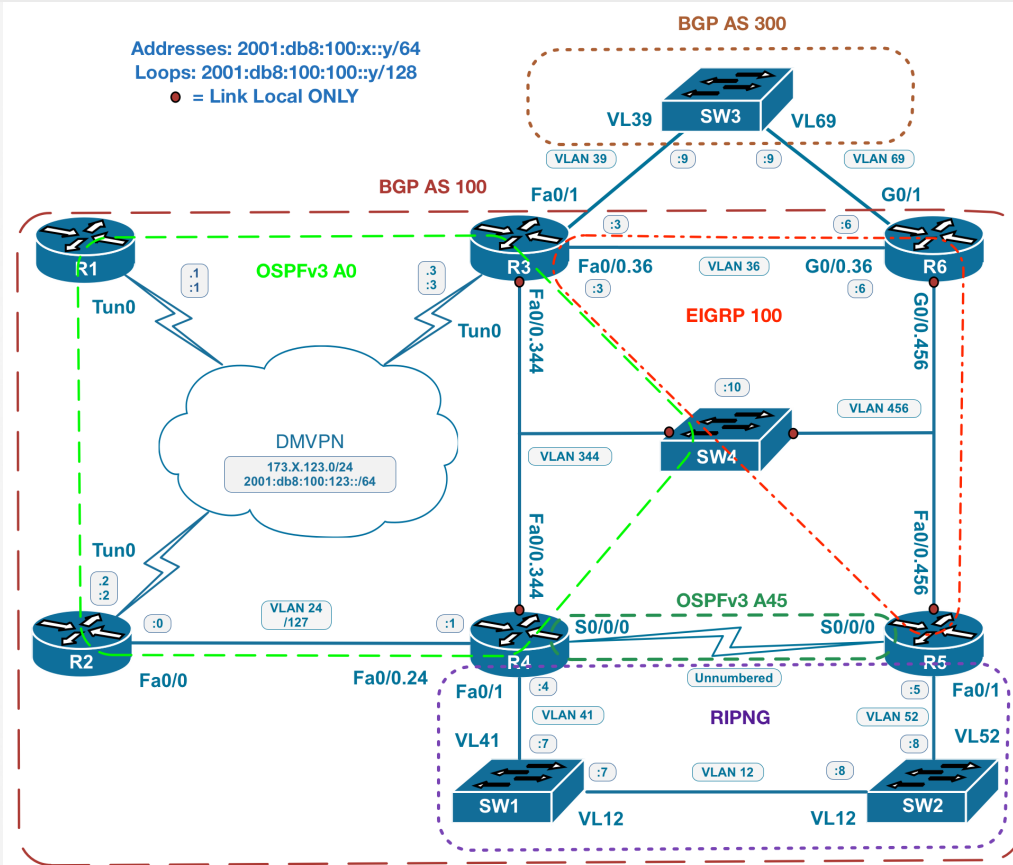 BGP AS 300
Addresses: 2001:db8:100:x::y/64
Loops: 2001:db8:100:100::y/128
= Link Local ONLY
SW3
VL39
VL69
VLAN 39
:9
:9
VLAN 69
BGP AS 100
Fa0/1
G0/1
R1
OSPFv3 A0
R3
:3
:6
R6
.1
:1
.3
:3
Fa0/0.36
VLAN 36
G0/0.36
:3
:6
Tun0
Tun0
Fa0/0.344
EIGRP 100
G0/0.456
:10
VLAN 456
DMVPN
173.X.123.0/24
2001:db8:100:123::/64
SW4
VLAN 344
Fa0/0.344
Fa0/0.456
Tun0
.2
:2
VLAN 24
/127
:0
:1
OSPFv3 A45
S0/0/0
S0/0/0
R2
R4
R5
Fa0/0
Fa0/0.24
Unnumbered
Fa0/1
:4
:5
Fa0/1
VLAN 41
RIPNG
VLAN 52
VL41
:7
:8
VL52
:7
VLAN 12
:8
SW1
VL12
VL12
SW2